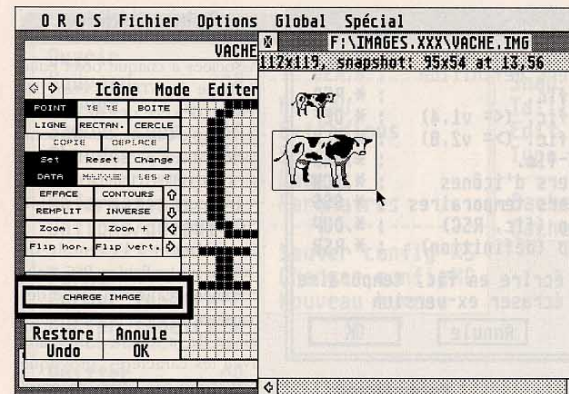 O R C S Fichier Options Global Spécial
VACHE
F:\IMAGES.XXX\VACHE.IMG
112x119, snapshot: 95x54 at 13,56
Icône Mode Editer
POINT TE TE BOITE
LIGNE RECTAN. CERCLE
COPIE DEPLACE
Set Reset Change
DATA MASQUE LES 2
EFFACE CONTOURS
REMPLIT INVERSE
Zoom - Zoom +
Flip hor. Flip vert.
CHARGE IMAGE
Restore Annule
Undo OK